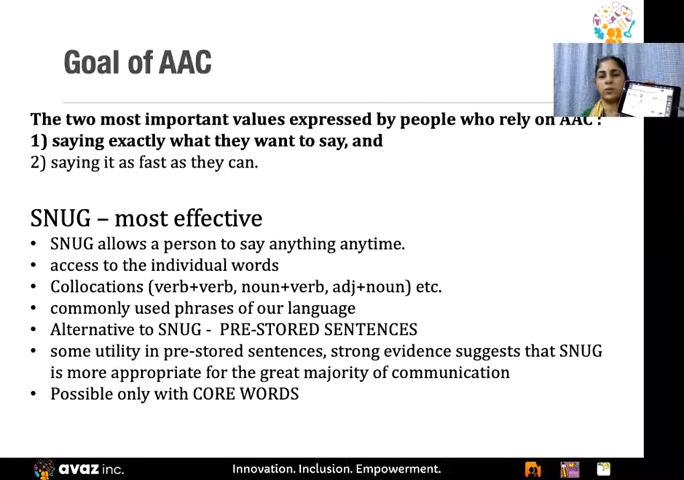 Goal of AAC
The two most important values expressed by people who rely on AAC :
1) saying exactly what they want to say, and
2) saying it as fast as they can.
SNUG – most effective
• SNUG allows a person to say anything anytime.
• access to the individual words
• Collocations (verb+verb, noun+verb, adj+noun) etc.
• commonly used phrases of our language
• Alternative to SNUG - PRE-STORED SENTENCES
• some utility in pre-stored sentences, strong evidence suggests that SNUG
is more appropriate for the great majority of communication
• Possible only with CORE WORDS
avaz inc.
Innovation. Inclusion. Empowerment.